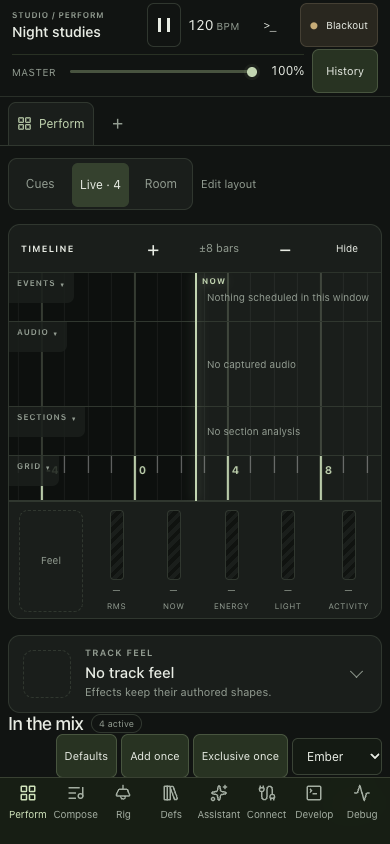 STUDIO / PERFORM
Night studies
120 BPM
>_
Blackout
MASTER
100%
History
Perform
+
Cues
Live · 4
Room
Edit layout
TIMELINE
+
±8 bars
−
Hide
EVENTS ▾
NOW
Nothing scheduled in this window
AUDIO ▾
No captured audio
SECTIONS ▾
No section analysis
GRID ▾
-4
0
4
8
Feel
—
—
—
—
—
RMS
NOW
ENERGY
LIGHT
ACTIVITY
TRACK FEEL
No track feel
Effects keep their authored shapes.
In the mix
4 active
Defaults
Add once
Exclusive once
Ember
Perform
Compose
Rig
Defs
Assistant
Connect
Develop
Debug